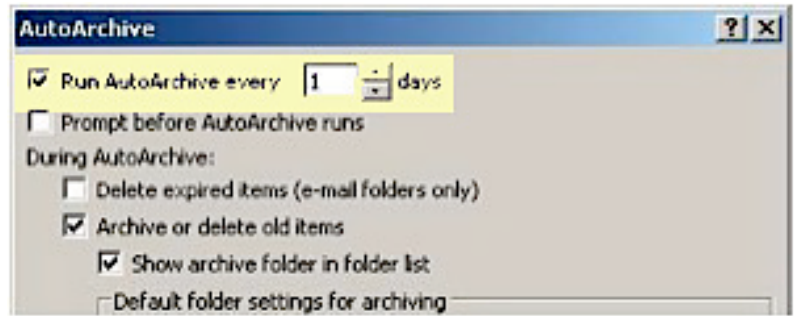 AutoArchive
Run AutoArchive every 1 days
Prompt before AutoArchive runs
During AutoArchive:
Delete expired items (e-mail folders only)
Archive or delete old items
Show archive folder in folder list
Default folder settings for archiving